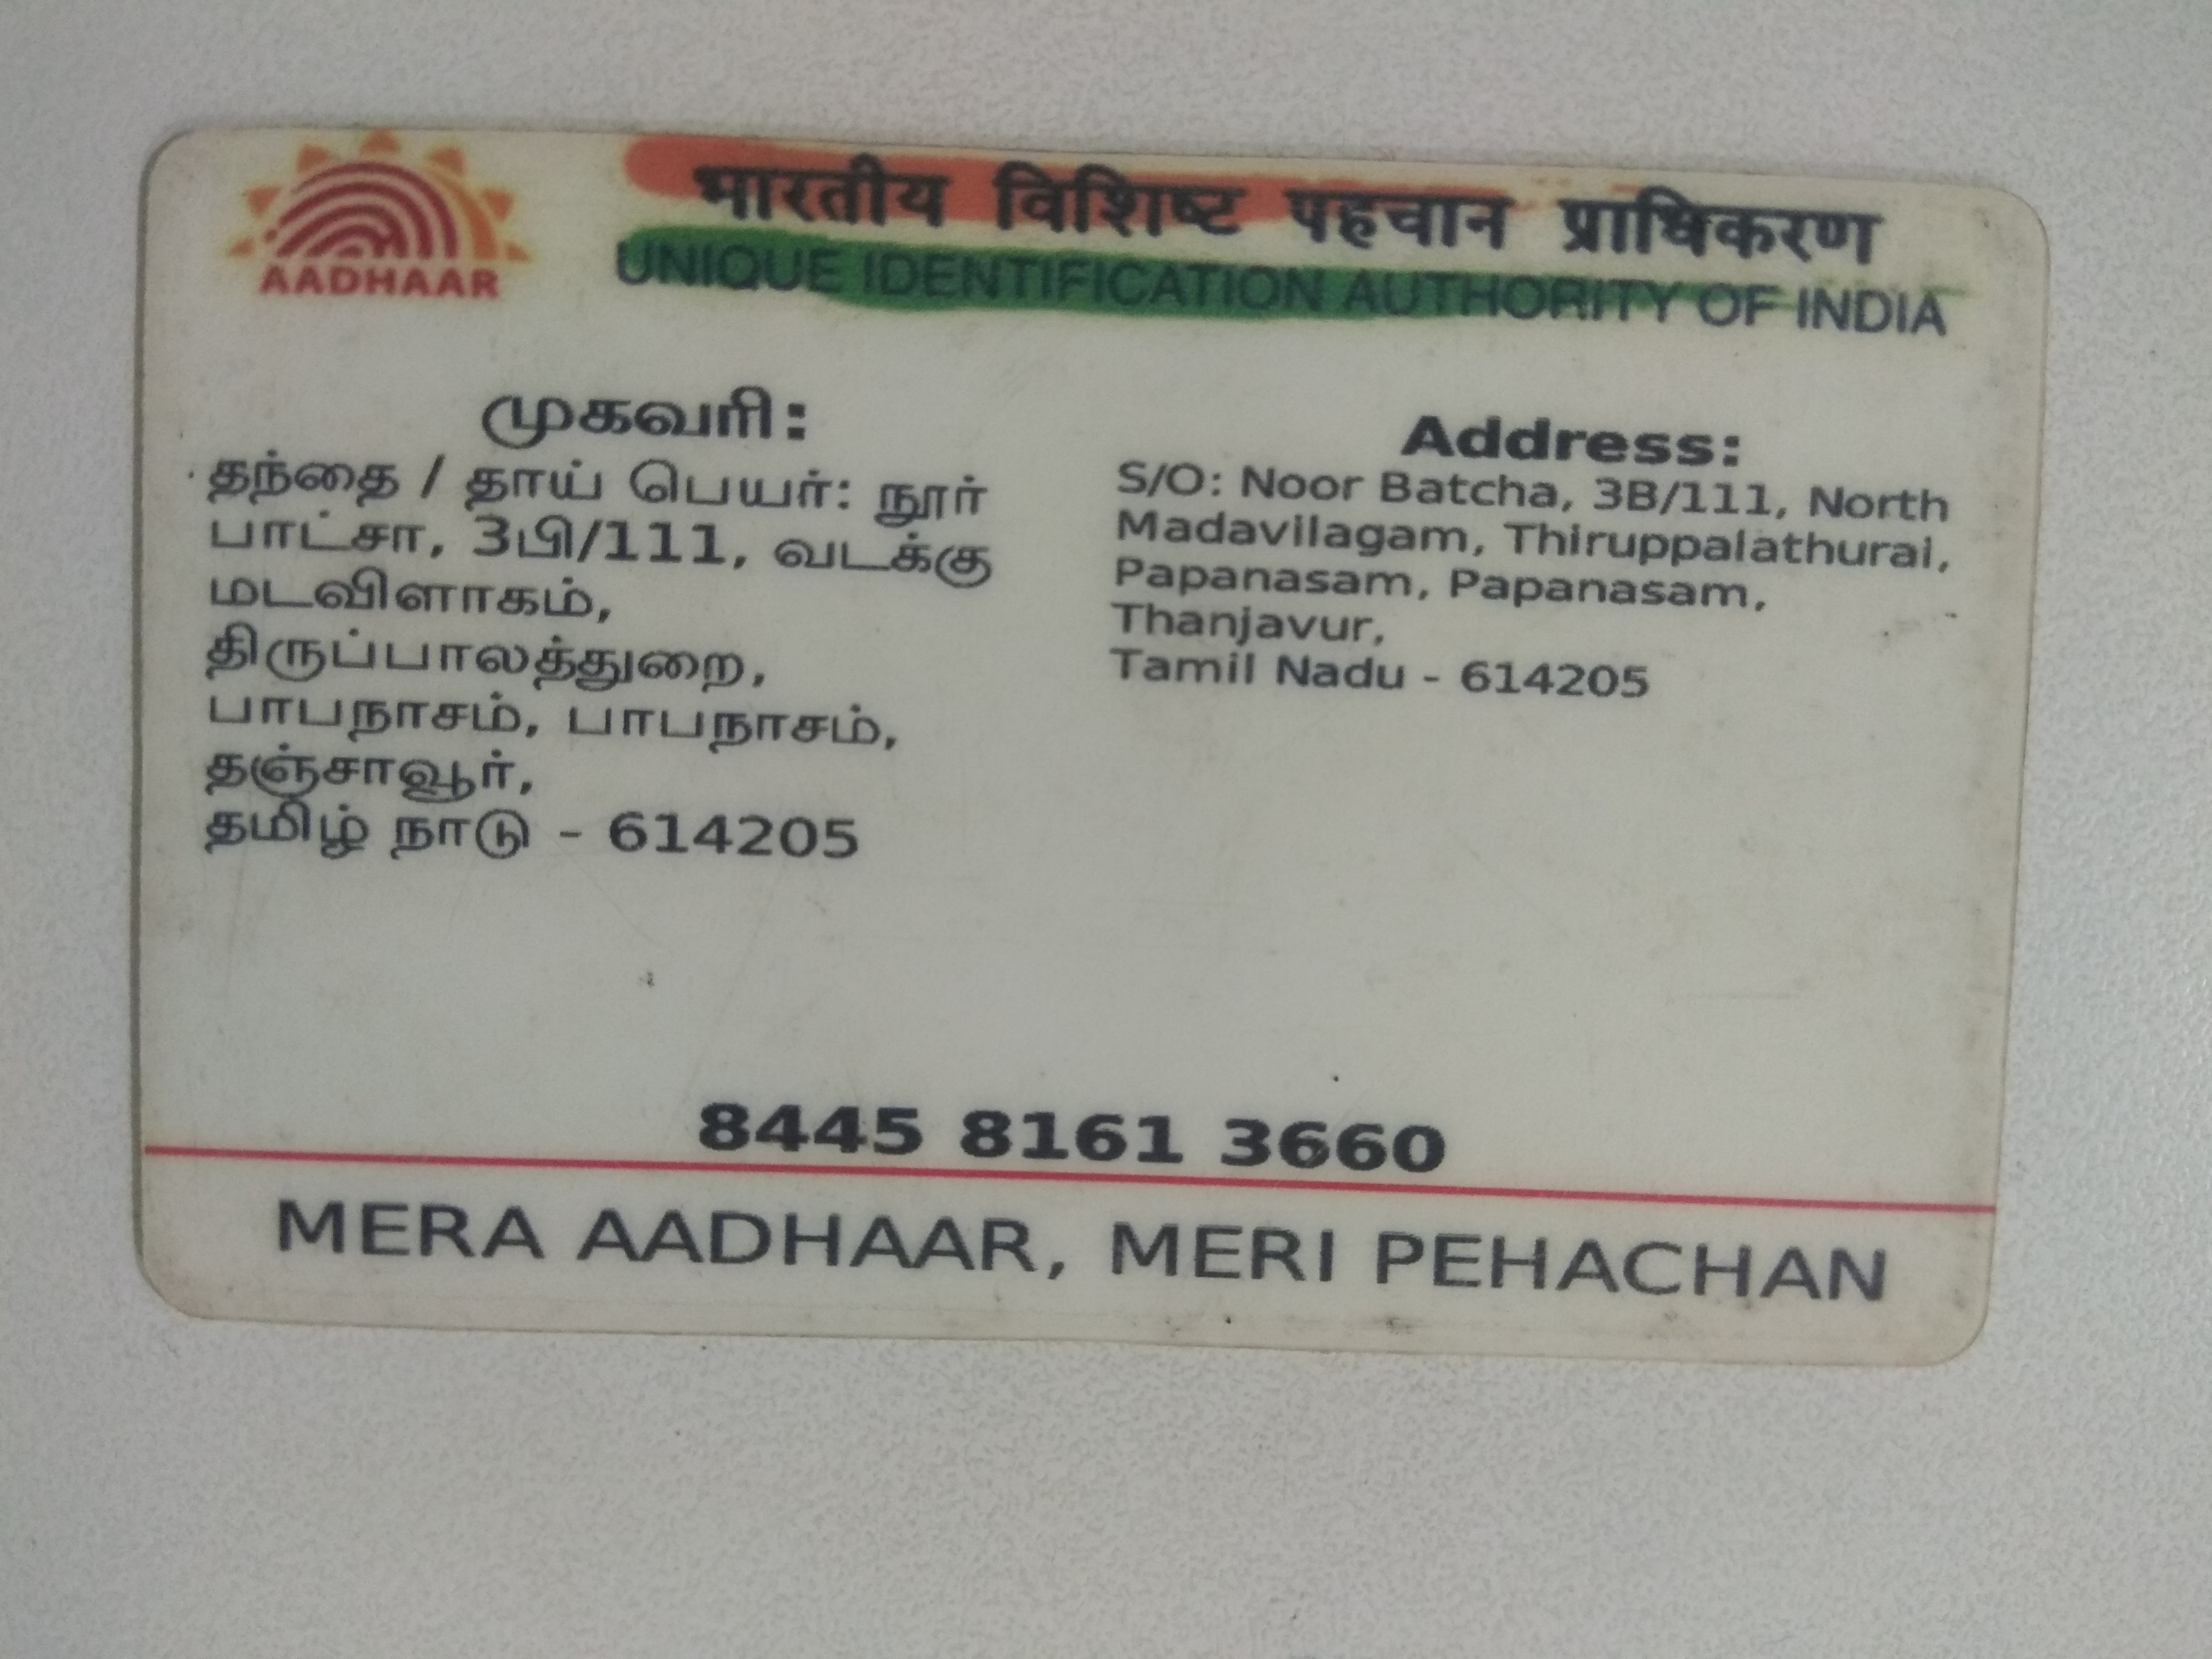 AADHAAR
भारतीय विशिष्ट पहचान प्राधिकरण
UNIQUE IDENTIFICATION AUTHORITY OF INDIA
முகவரி:
தந்தை / தாய் பெயர்: நூர்
பாட்சா, 3பி/111, வடக்கு
மடவிளாகம்,
திருப்பாலத்துறை,
பாபநாசம், பாபநாசம்,
தஞ்சாவூர்,
தமிழ் நாடு - 614205
Address:
S/O: Noor Batcha, 3B/111, North
Madavilagam, Thiruppalathurai,
Papanasam, Papanasam,
Thanjavur,
Tamil Nadu - 614205
8445 8161 3660
MERA AADHAAR, MERI PEHACHAN